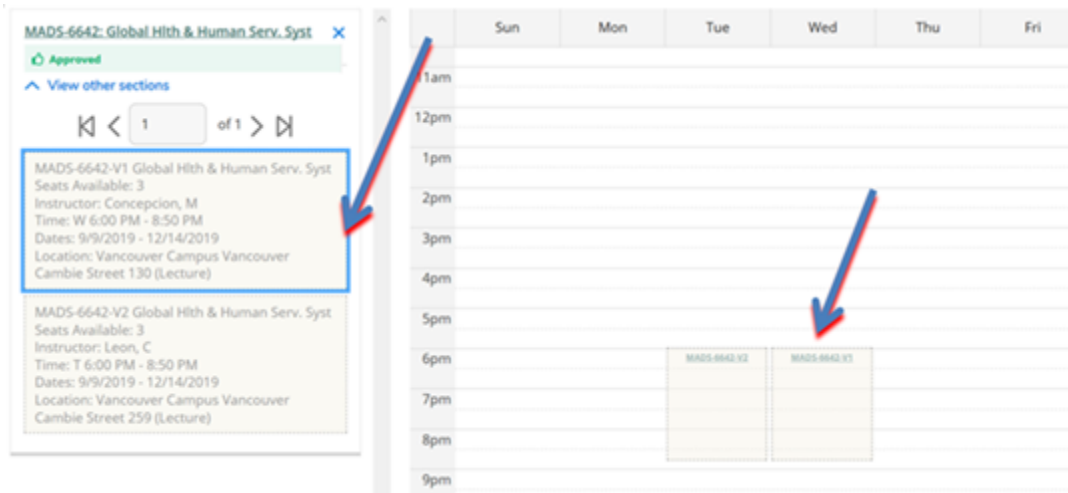 MADS-6642: Global Hlth & Human Serv. Syst
Approved
View other sections
1 of 1
MADS-6642-V1 Global Hlth & Human Serv. Syst
Seats Available: 3
Instructor: Concepcion, M
Time: W 6:00 PM - 8:50 PM
Dates: 9/9/2019 - 12/14/2019
Location: Vancouver Campus Vancouver
Cambie Street 130 (Lecture)
MADS-6642-V2 Global Hlth & Human Serv. Syst
Seats Available: 3
Instructor: Leon, C
Time: T 6:00 PM - 8:50 PM
Dates: 9/9/2019 - 12/14/2019
Location: Vancouver Campus Vancouver
Cambie Street 259 (Lecture)
Sun Mon Tue Wed Thu Fri
11am
12pm
1pm
2pm
3pm
4pm
5pm
6pm MADS-6642-V2 MADS-6642-V1
7pm
8pm
9pm